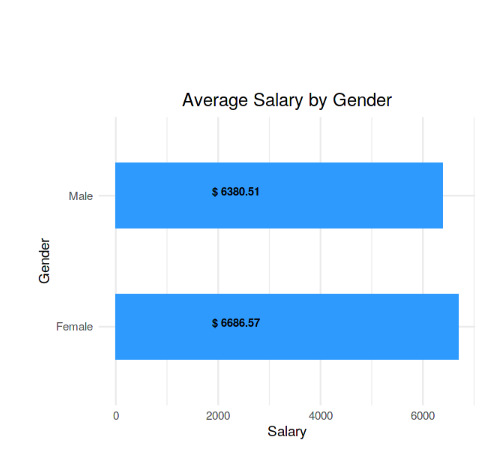 Average Salary by Gender
Gender
Male
$ 6380.51
Female
$ 6686.57
0 2000 4000 6000
Salary